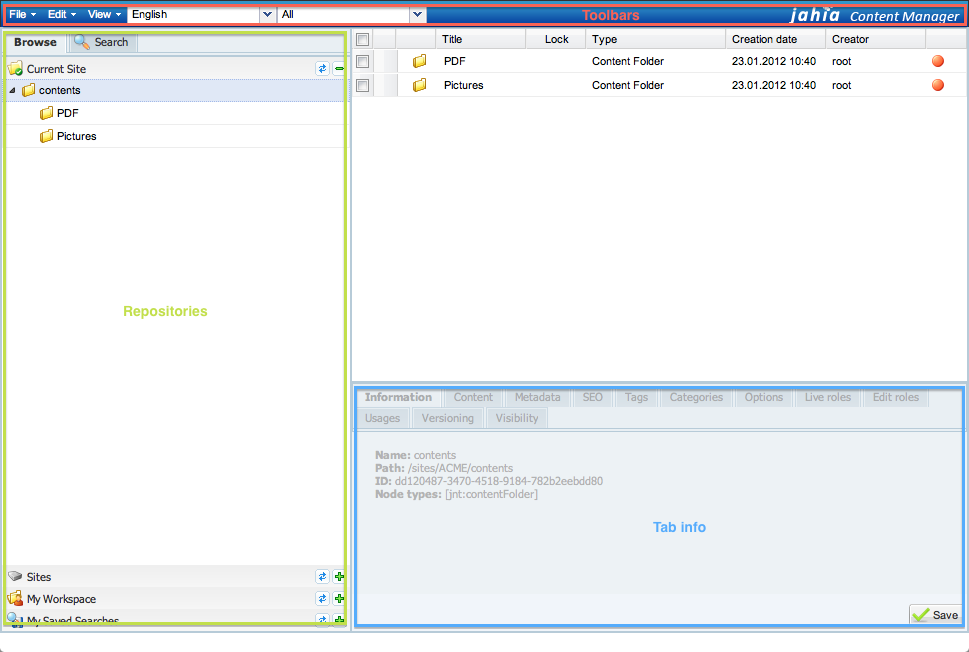 File Edit View English All Toolbars jahia Content Manager
Browse Search
Title Lock Type Creation date Creator
Current Site
PDF Content Folder 23.01.2012 10:40 root
contents
Pictures Content Folder 23.01.2012 10:40 root
PDF
Pictures
Repositories
Sites
My Workspace
My Saved Searches
Information Content Metadata SEO Tags Categories Options Live roles Edit roles
Usages Versioning Visibility
Name: contents
Path: /sites/ACME/contents
ID: dd120487-3470-4518-9184-782b2eebdd80
Node types: [jnt:contentFolder]
Tab info
Save